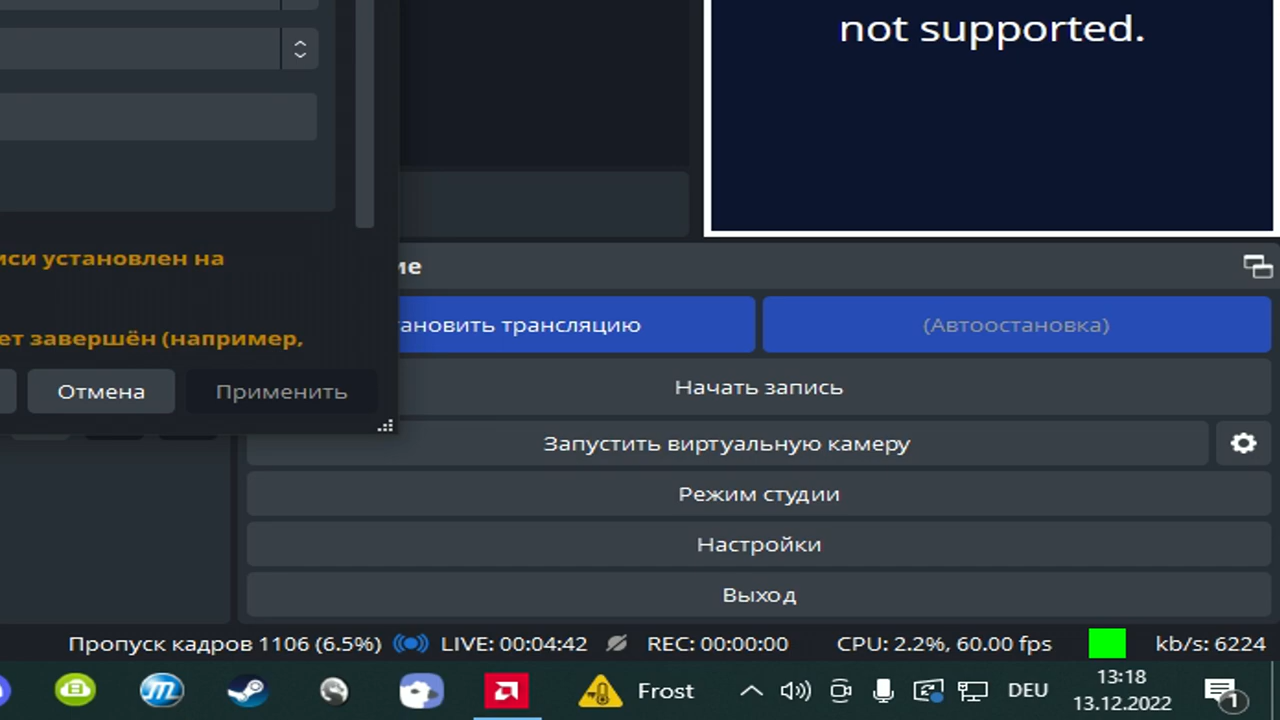 not supported.
иси установлен на
ие
ановить трансляцию
(Автоостановка)
ет завершён (например,
Отмена
Применить
Начать запись
Запустить виртуальную камеру
Режим студии
Настройки
Выход
Пропуск кадров 1106 (6.5%) LIVE: 00:04:42 REC: 00:00:00 CPU: 2.2%, 60.00 fps kb/s: 6224
Frost DEU 13:18
13.12.2022
1